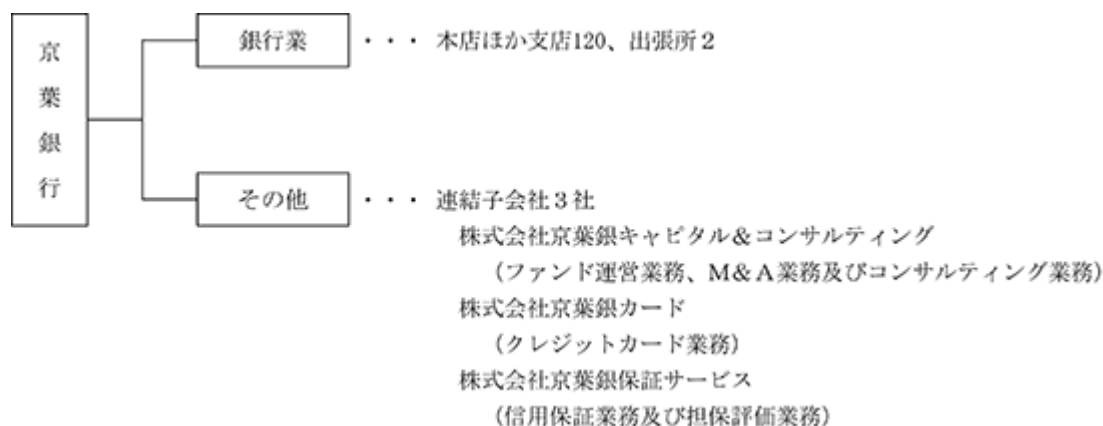 京葉銀行
銀行業 ・・・ 本店ほか支店120、出張所2
その他 ・・・ 連結子会社3社
株式会社京葉銀キャピタル&コンサルティング
(ファンド運営業務、M&A業務及びコンサルティング業務)
株式会社京葉銀カード
(クレジットカード業務)
株式会社京葉銀保証サービス
(信用保証業務及び担保評価業務)